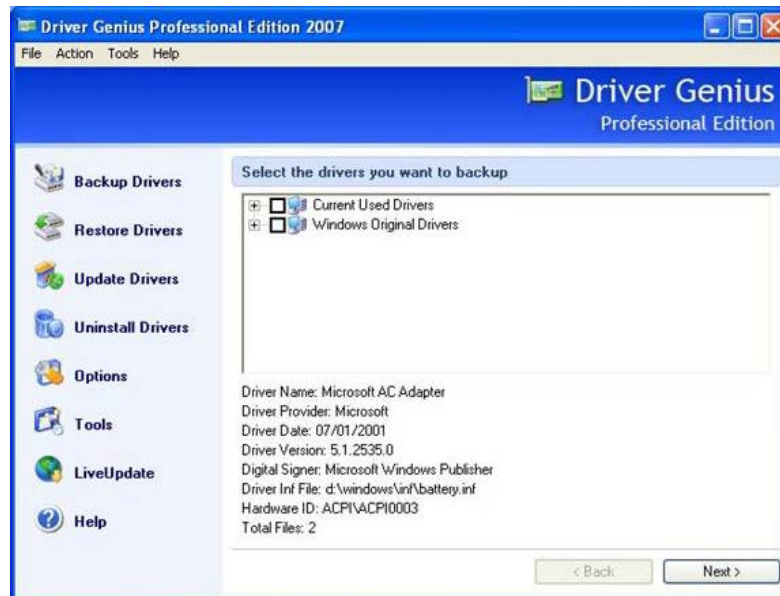 Driver Genius Professional Edition 2007
File Action Tools Help
Driver Genius
Professional Edition
Backup Drivers
Restore Drivers
Update Drivers
Uninstall Drivers
Options
Tools
LiveUpdate
Help
Select the drivers you want to backup
Current Used Drivers
Windows Original Drivers
Driver Name: Microsoft AC Adapter
Driver Provider: Microsoft
Driver Date: 07/01/2001
Driver Version: 5.1.2535.0
Digital Signer: Microsoft Windows Publisher
Driver Inf File: d:\windows\inf\battery.inf
Hardware ID: ACPI\ACPI0003
Total Files: 2
< Back
Next >